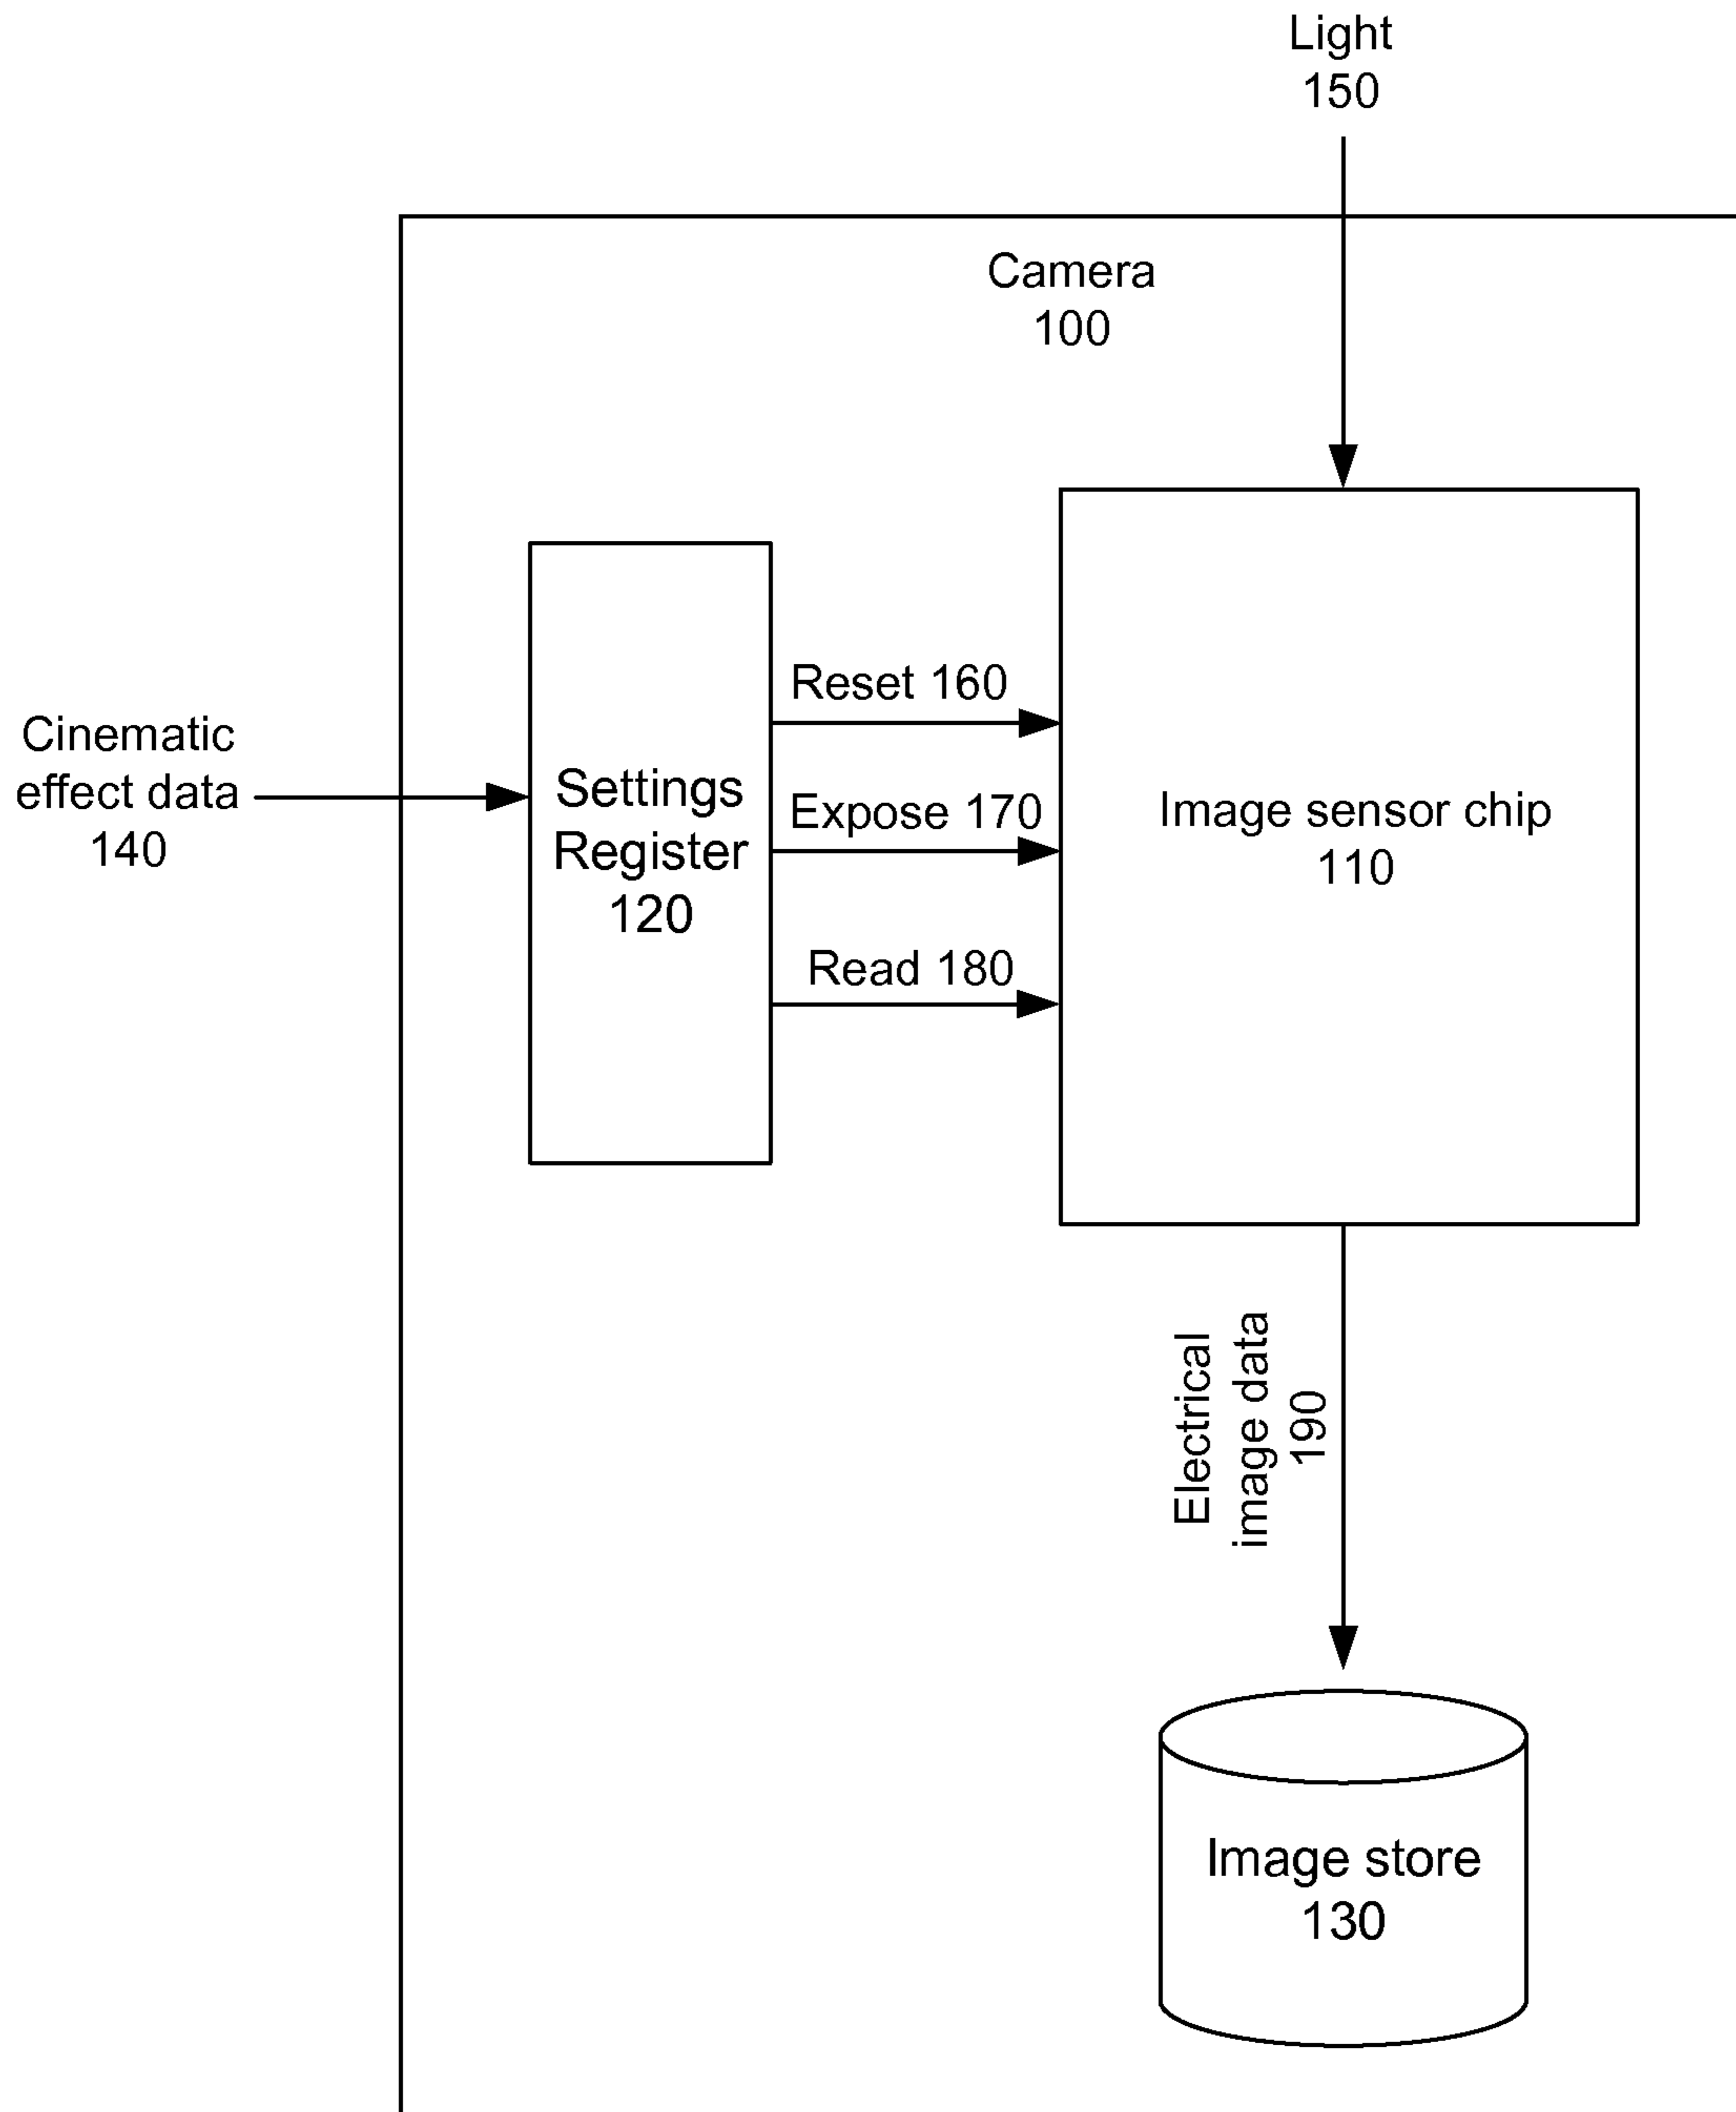 Light
150
Camera
100
Reset 160
Cinematic
effect data
140
Settings
Register
120
Expose 170
Image sensor chip
110
Read 180
Electrical
image data
190
Image store
130